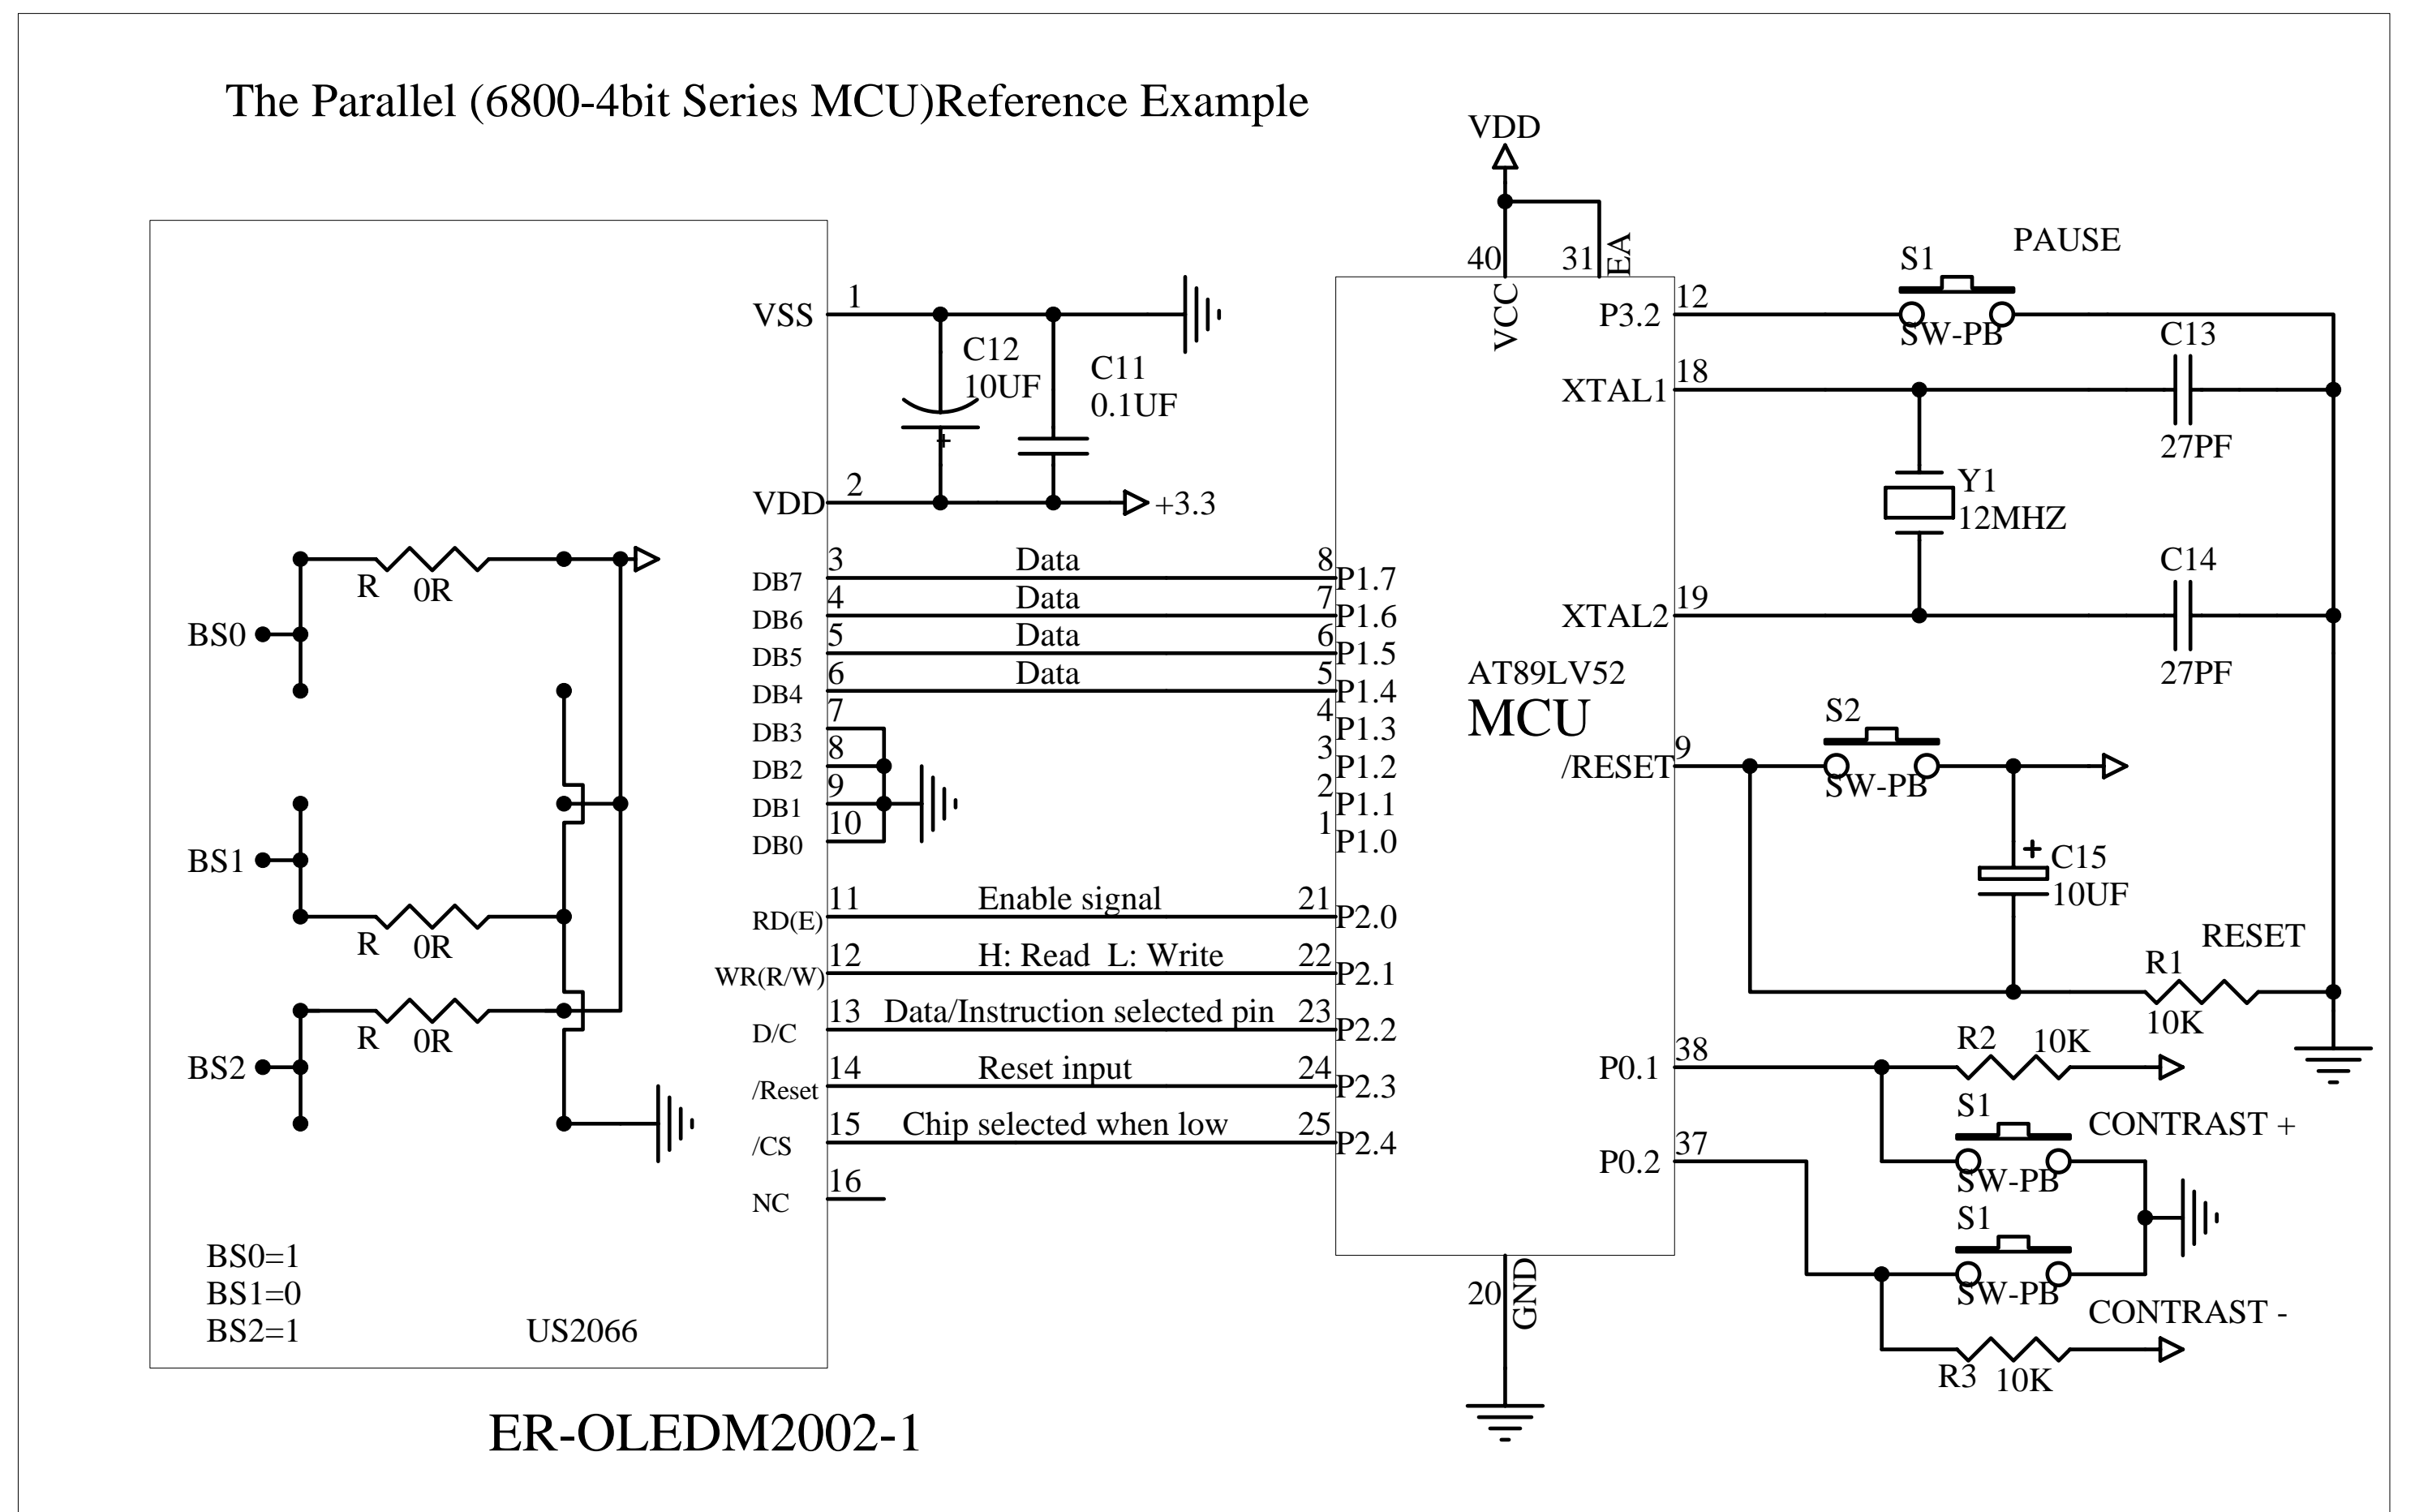 The Parallel (6800-4bit Series MCU)Reference Example
VDD
40
31
EA
VCC
VSS
1
C12
10UF
C11
0.1UF
VDD
2
+3.3
DB7
3
Data
8
P1.7
DB6
4
Data
7
P1.6
DB5
5
Data
6
P1.5
DB4
6
Data
5
P1.4
DB3
7
4
P1.3
DB2
8
3
P1.2
DB1
9
2
P1.1
DB0
10
1
P1.0
RD(E)
11
Enable signal
21
P2.0
WR(R/W)
12
H: Read L: Write
22
P2.1
D/C
13
Data/Instruction selected pin
23
P2.2
/Reset
14
Reset input
24
P2.3
/CS
15
Chip selected when low
25
P2.4
NC
16
R
0R
BS0
BS1
R
0R
R
0R
BS2
BS0=1
BS1=0
BS2=1
US2066
ER-OLEDM2002-1
AT89LV52
MCU
P3.2
12
S1
PAUSE
SW-PB
XTAL1
18
C13
27PF
Y1
12MHZ
XTAL2
19
C14
27PF
/RESET
9
S2
SW-PB
C15
+
10UF
RESET
R1
10K
P0.1
38
R2
10K
S1
CONTRAST +
SW-PB
P0.2
37
S1
SW-PB
CONTRAST -
R3
10K
20
GND